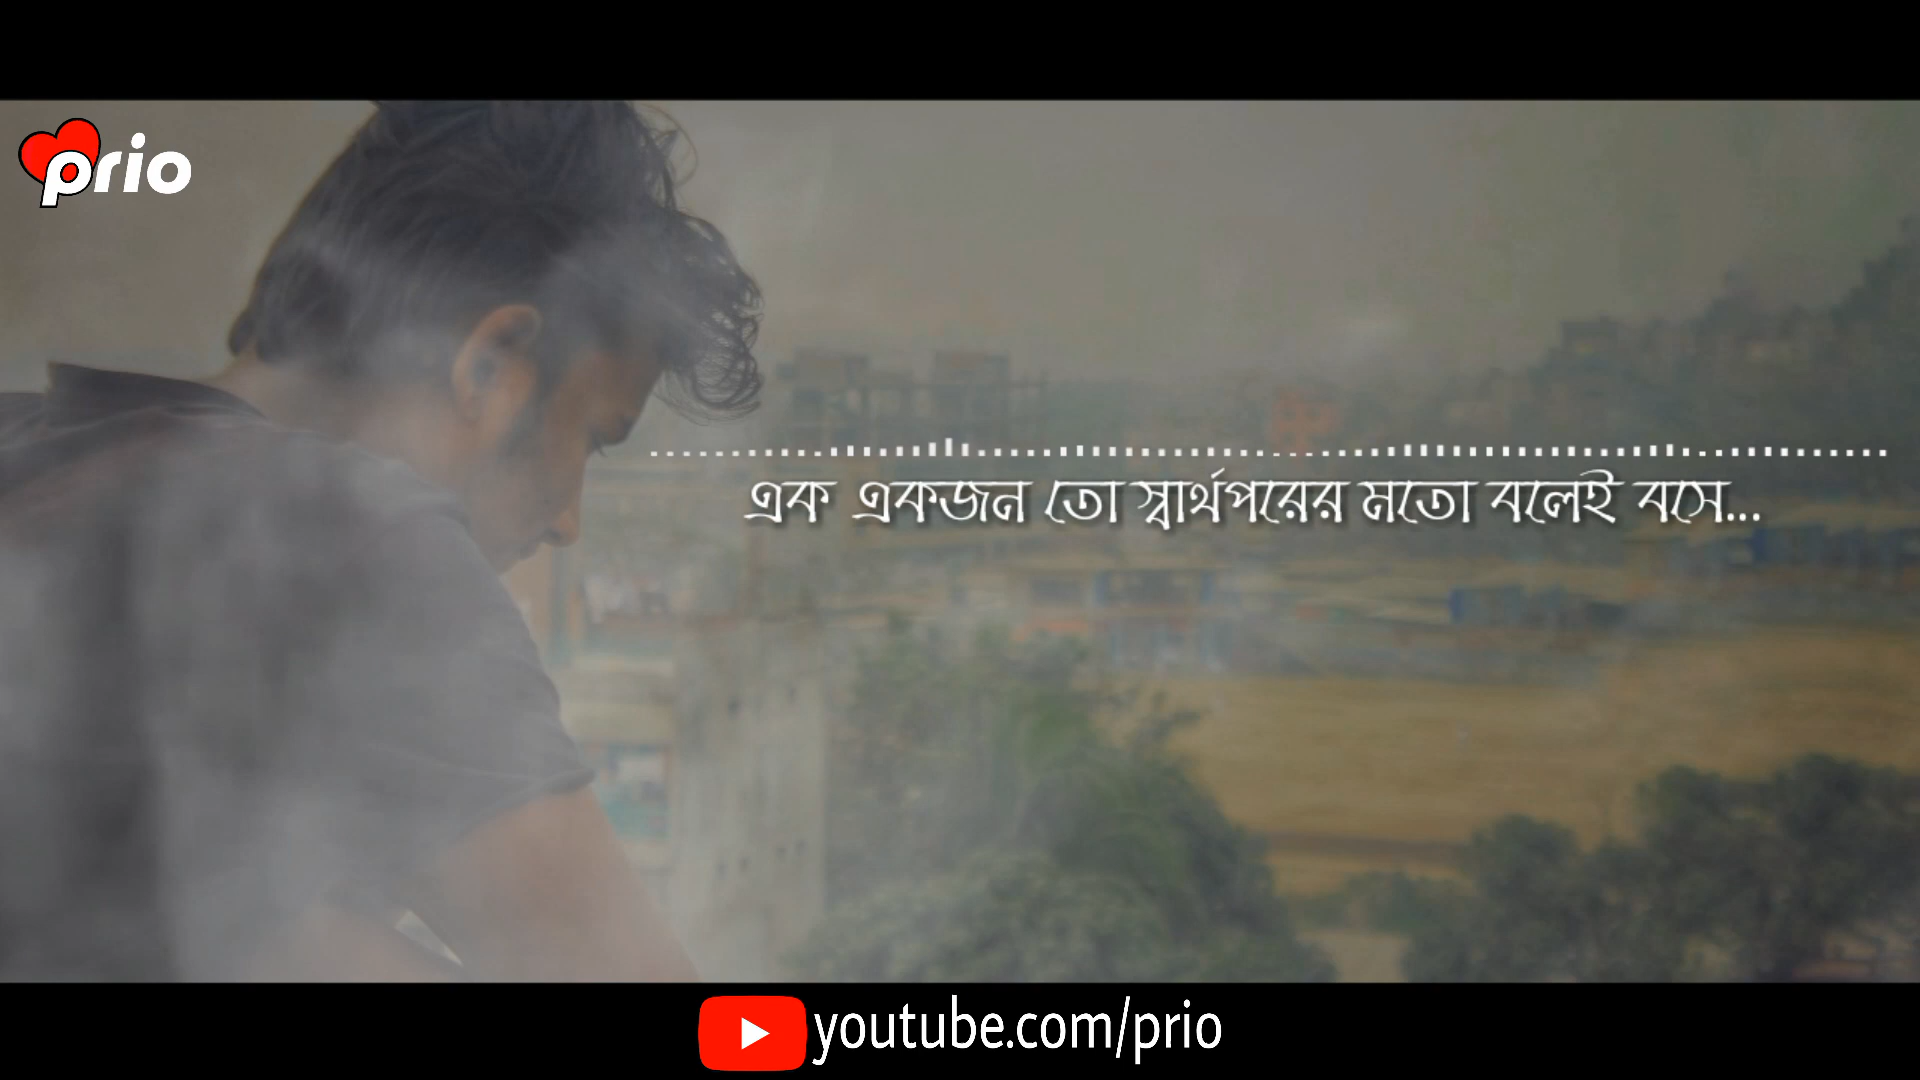 prio
এক একজন তো স্বার্থপরের মতো বলেই বসে...
youtube.com/prio